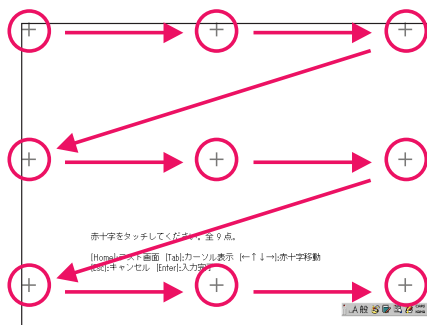 赤十字をタッチしてください。全 9 点。
[Home]:テスト画面 [Tab]:カーソル表示 [←↑↓→]:赤十字移動
[Esc]:キャンセル [Enter]:入力完了
A 般